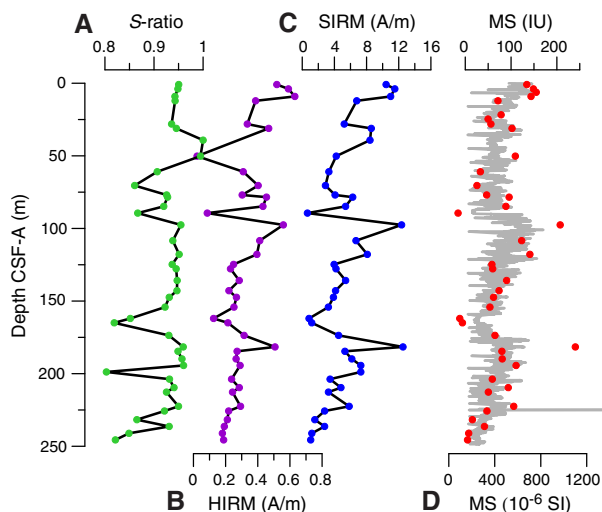 A S-ratio C SIRM (A/m) MS (IU)
0.8 0.9 1 0 4 8 12 16 0 100 200
0
50
100
150
200
250
Depth CSF-A (m)
0 0.2 0.4 0.6 0.8 0 400 800 1200
B HIRM (A/m) D MS (10⁻⁶ SI)